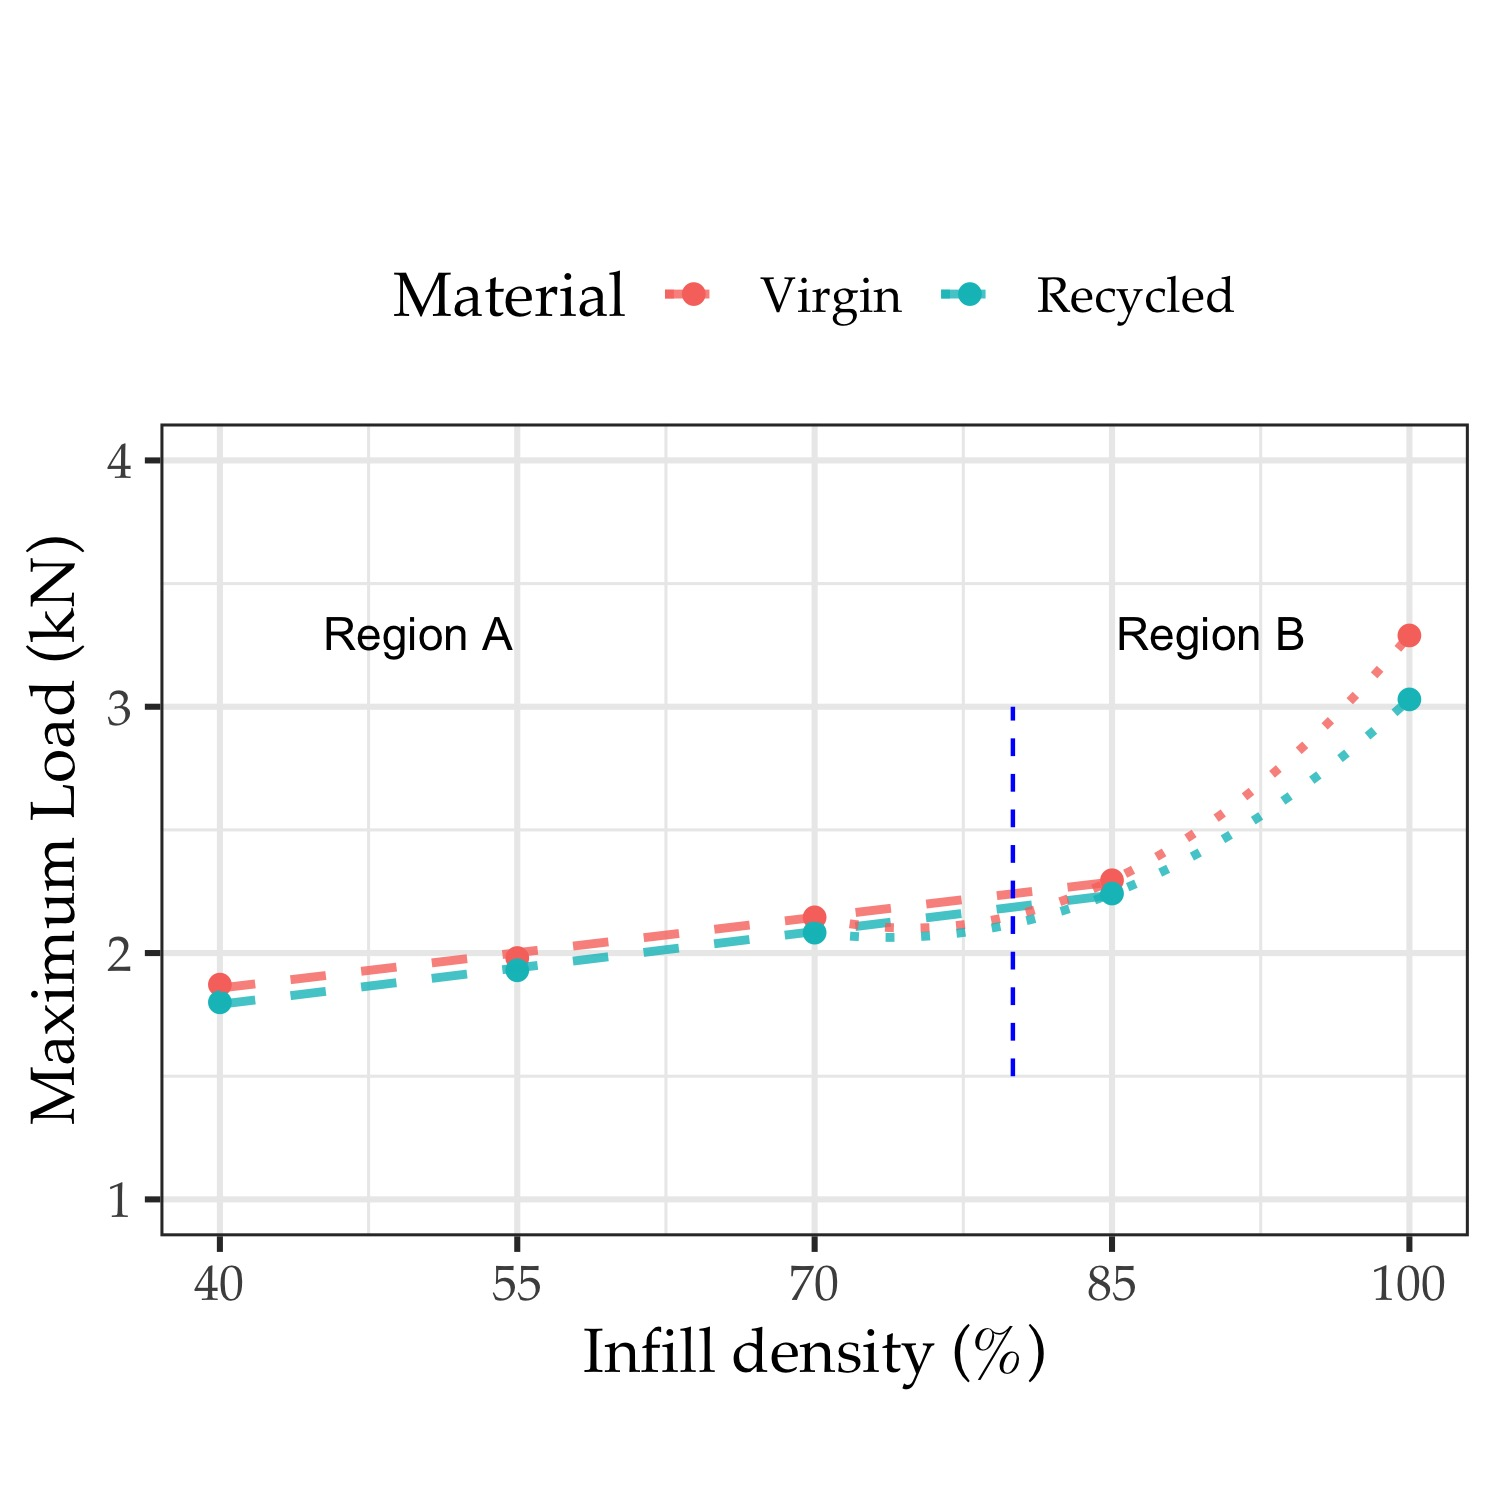 Material Virgin Recycled
4
3
2
1
Maximum Load (kN)
Region A Region B
40 55 70 85 100
Infill density (%)